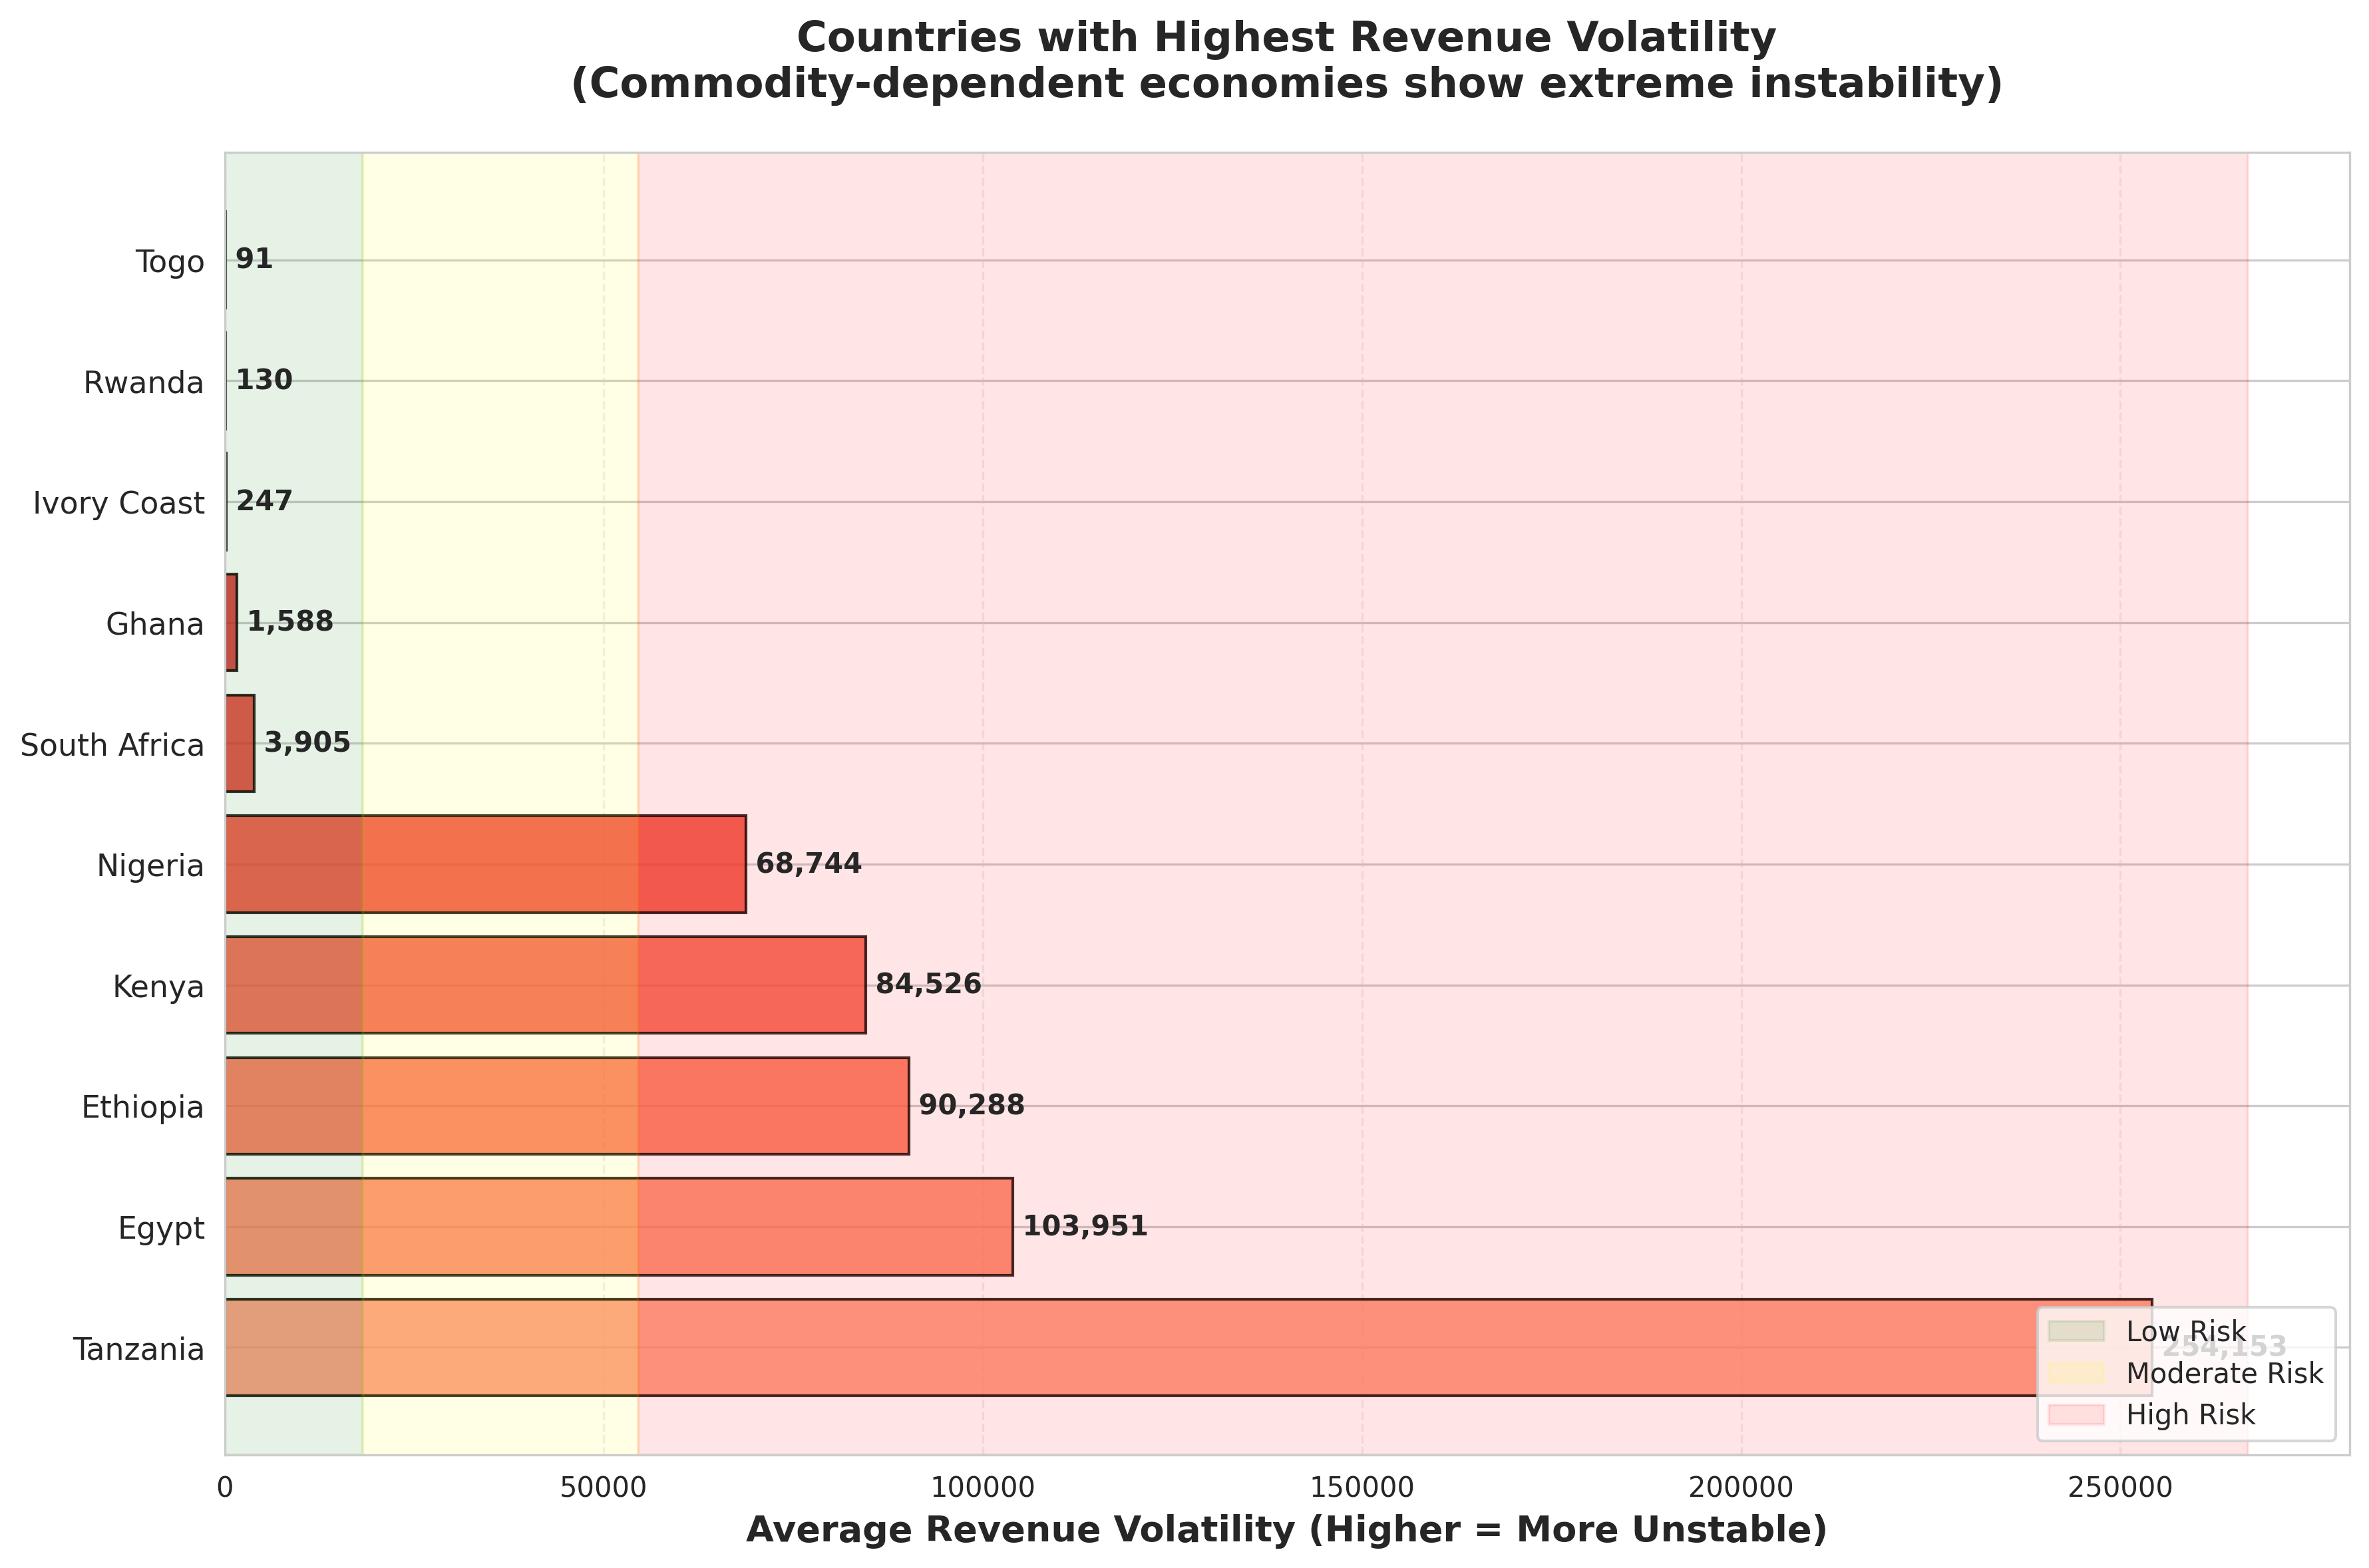 Countries with Highest Revenue Volatility
(Commodity-dependent economies show extreme instability)
Togo 91
Rwanda 130
Ivory Coast 247
Ghana 1,588
South Africa 3,905
Nigeria 68,744
Kenya 84,526
Ethiopia 90,288
Egypt 103,951
Tanzania 254,153
Low Risk
Moderate Risk
High Risk
0 50000 100000 150000 200000 250000
Average Revenue Volatility (Higher = More Unstable)